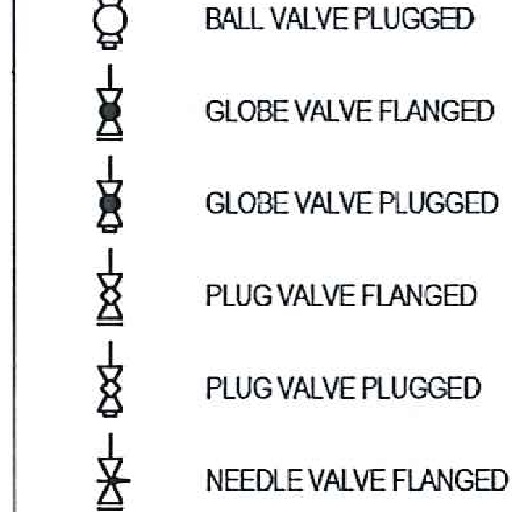 BALL VALVE PLUGGED
GLOBE VALVE FLANGED
GLOBE VALVE PLUGGED
PLUG VALVE FLANGED
PLUG VALVE PLUGGED
NEEDLE VALVE FLANGED